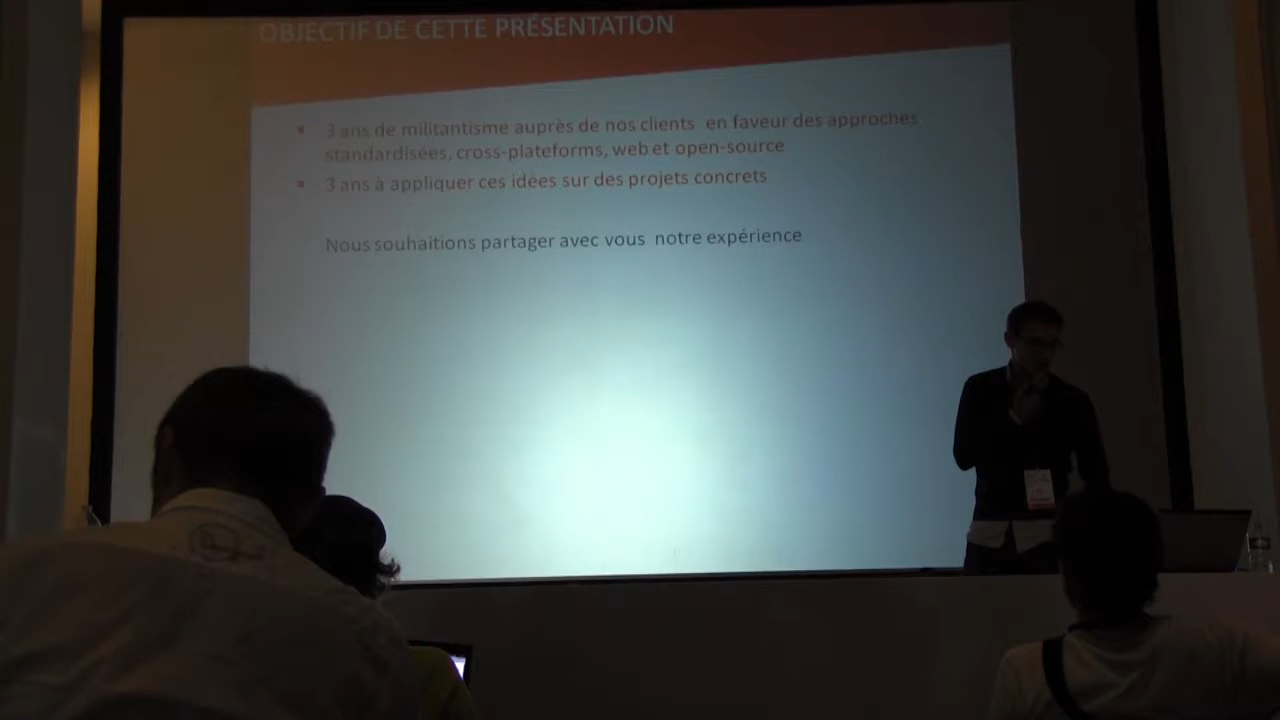 OBJECTIF DE CETTE PRÉSENTATION
3 ans de militantisme auprès de nos clients en faveur des approches
standardisées, cross-plateforms, web et open-source
3 ans à appliquer ces idées sur des projets concrets
Nous souhaitions partager avec vous notre expérience